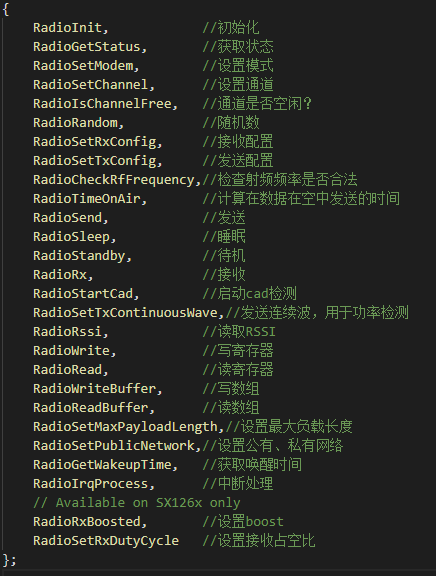 {
RadioInit, //初始化
RadioGetStatus, //获取状态
RadioSetModem, //设置模式
RadioSetChannel, //设置通道
RadioIsChannelFree, //通道是否空闲？
RadioRandom, //随机数
RadioSetRxConfig, //接收配置
RadioSetTxConfig, //发送配置
RadioCheckRfFrequency,//检查射频频率是否合法
RadioTimeOnAir, //计算在数据在空中发送的时间
RadioSend, //发送
RadioSleep, //睡眠
RadioStandby, //待机
RadioRx, //接收
RadioStartCad, //启动cad检测
RadioSetTxContinuousWave,//发送连续波，用于功率检测
RadioRssi, //读取RSSI
RadioWrite, //写寄存器
RadioRead, //读寄存器
RadioWriteBuffer, //写数组
RadioReadBuffer, //读数组
RadioSetMaxPayloadLength,//设置最大负载长度
RadioSetPublicNetwork,//设置公有、私有网络
RadioGetWakeupTime, //获取唤醒时间
RadioIrqProcess, //中断处理
// Available on SX126x only
RadioRxBoosted, //设置boost
RadioSetRxDutyCycle //设置接收占空比
};